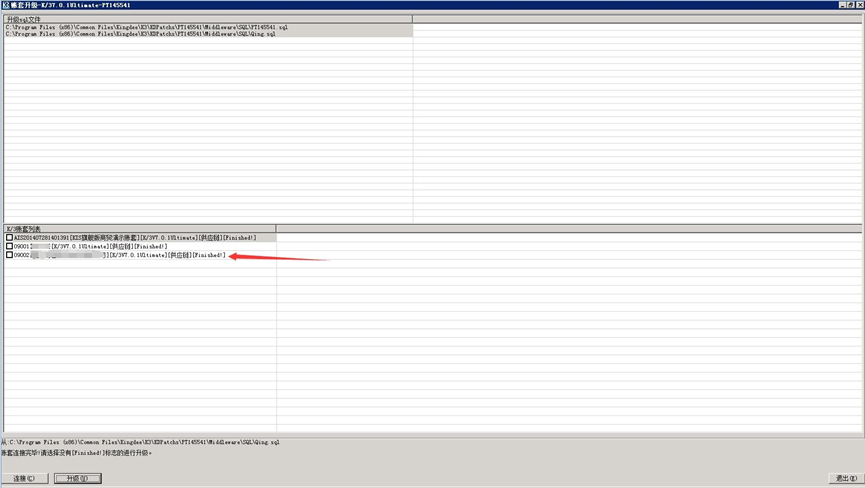 账套升级-K/37.0.1Ultimate-PT145541
升级sql文件
C:\Program Files (x86)\Common Files\Kingdee\K3\KDPatchs\PT145541\Middleware\SQL\PT145541.sql
C:\Program Files (x86)\Common Files\Kingdee\K3\KDPatchs\PT145541\Middleware\SQL\Qing.sql
K/3账套列表
AIS20140728140139[KIS旗舰版商贸演示账套][K/3V7.0.1Ultimate][供应链][Finished!]
09001[K/3V7.0.1Ultimate][供应链][Finished!]
09002][K/3V7.0.1Ultimate][供应链][Finished!]
从:C:\Program Files (x86)\Common Files\Kingdee\K3\KDPatchs\PT145541\Middleware\SQL\Qing.sql
账套连接完毕!请选择没有[Finished!]标志的进行升级。
连接(C)
升级(U)
退出(E)